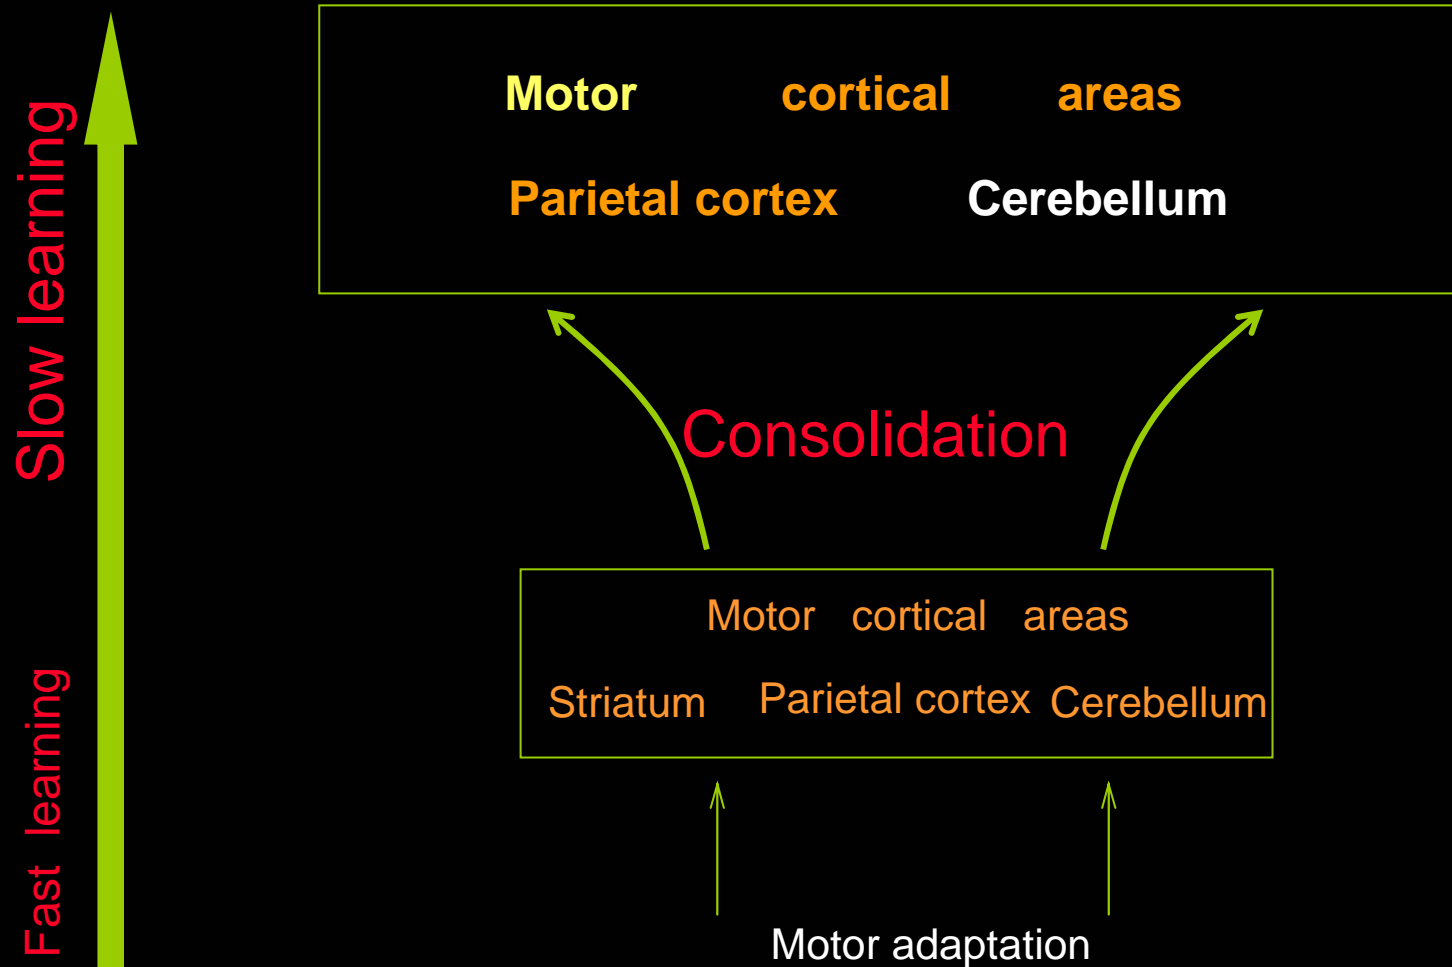 Motor cortical areas
Parietal cortex Cerebellum
Slow learning
Consolidation
Motor cortical areas
Striatum Parietal cortex Cerebellum
Fast learning
Motor adaptation